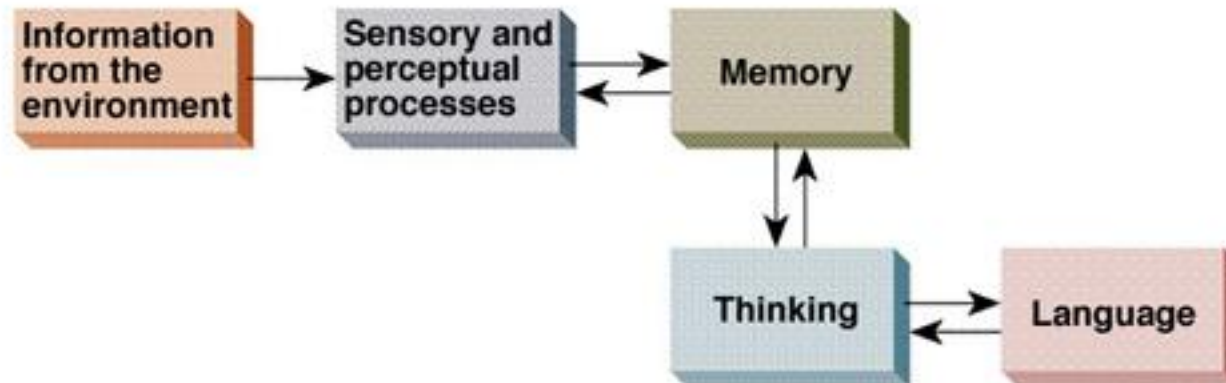 Information
from the
environment
Sensory and
perceptual
processes
Memory
Thinking
Language